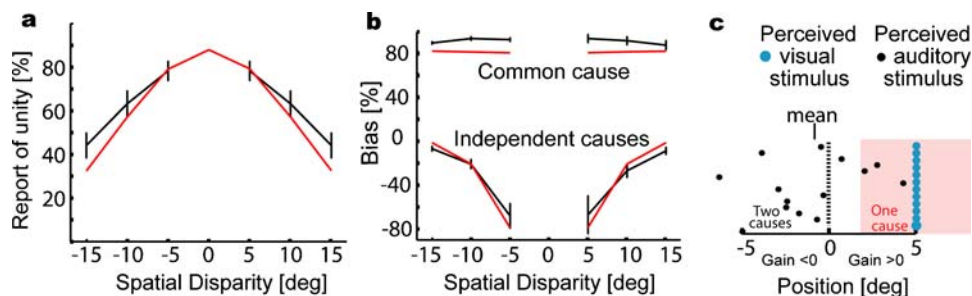 a
Report of unity [%]
80
60
40
20
-15 -10 -5 0 5 10 15
Spatial Disparity [deg]
b
Bias [%]
80
40
0
-40
-80
Common cause
Independent causes
-15 -10 -5 0 5 10 15
Spatial Disparity [deg]
c
Perceived visual stimulus
Perceived auditory stimulus
mean
Two causes
One cause
-5 0 5
Gain <0 Gain >0
Position [deg]